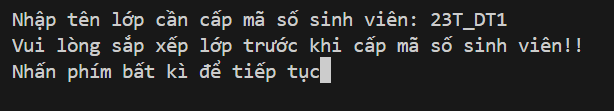 Nhập tên lớp cần cấp mã số sinh viên: 23T_DT1
Vui lòng sắp xếp lớp trước khi cấp mã số sinh viên!!
Nhấn phím bất kì để tiếp tục